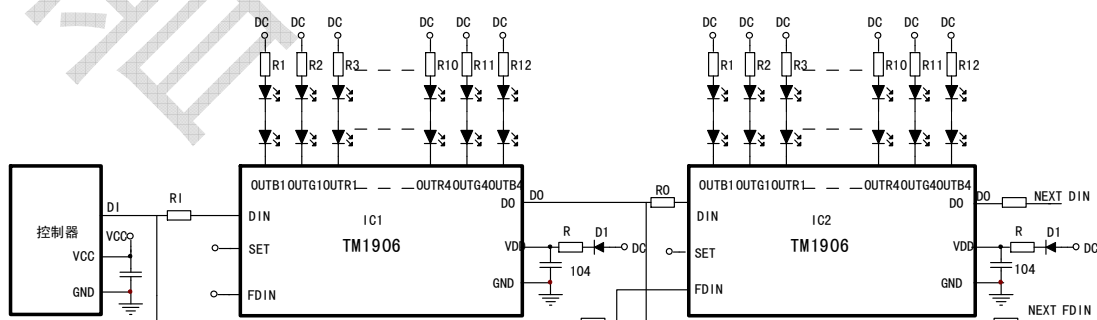 DC DC DC DC DC DC DC DC DC DC DC DC
R1 R2 R3 R10 R11 R12 R1 R2 R3 R10 R11 R12
OUTB1 OUTG1 OUTR1 OUTR4 OUTG4 OUTB4 OUTB1 OUTG1 OUTR1 OUTR4 OUTG4 OUTB4
DI RI DIN IC1 DO DO RO DIN IC2 DO DO NEXT DIN
控制器 VCC TM1906 R D1 TM1906 R D1
VCC SET VDD DC SET VDD DC
104 104
GND FDIN GND FDIN GND
NEXT FDIN